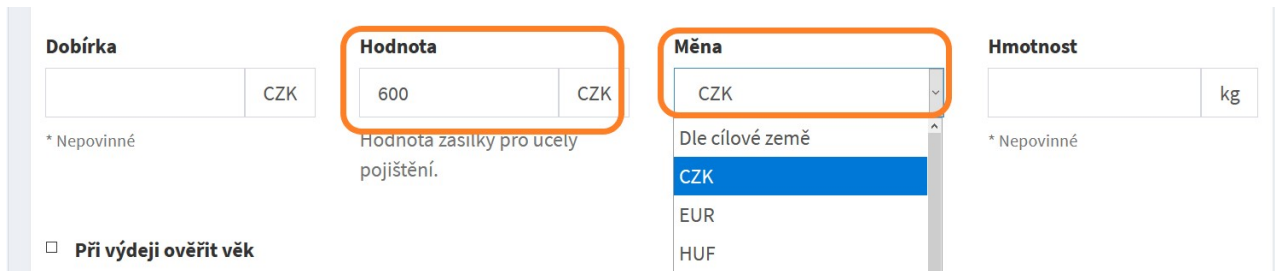 Dobírka
Hodnota
Měna
Hmotnost
CZK
600
CZK
CZK
kg
* Nepovinné
Hodnota zásilky pro účely
pojištění.
Dle cílové země
* Nepovinné
CZK
EUR
Při výdeji ověřit věk
HUF